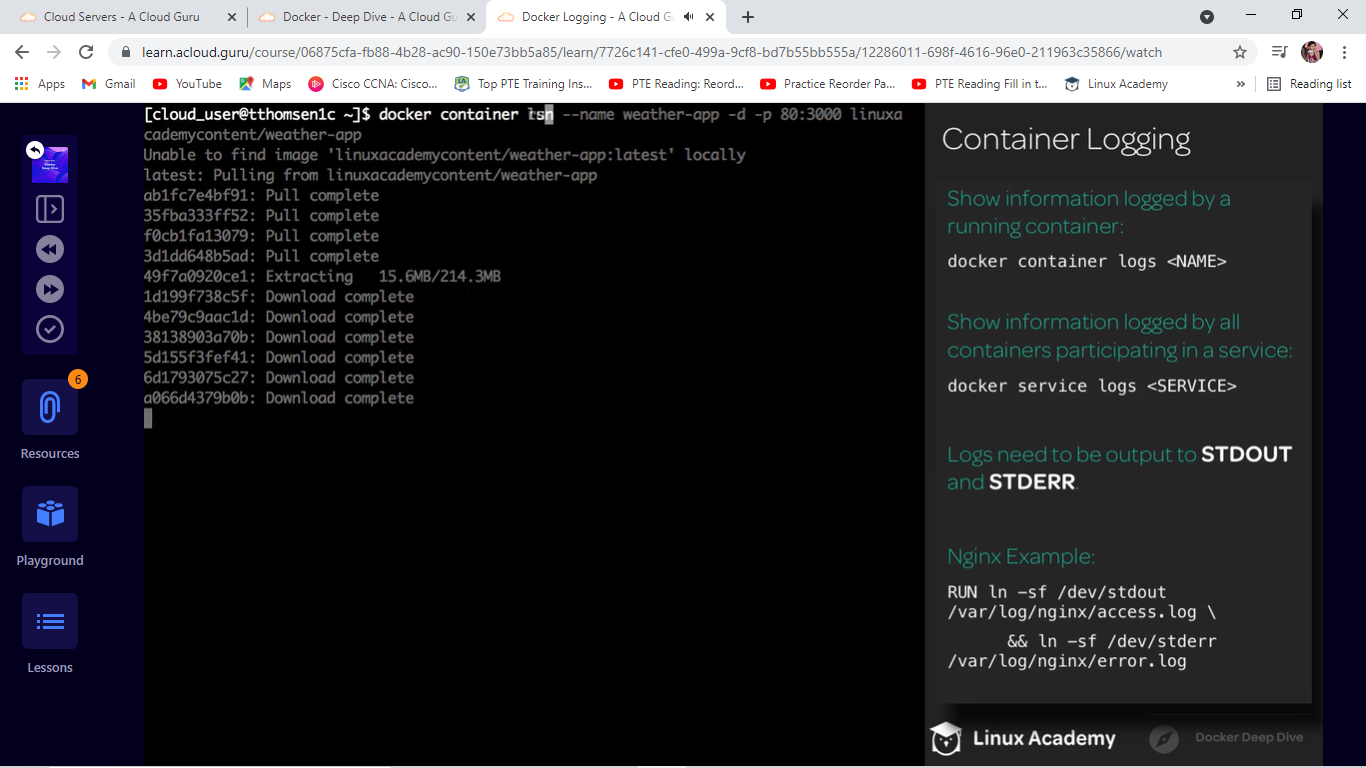 Cloud Servers - A Cloud Guru
Docker - Deep Dive - A Cloud Gu
Docker Logging - A Cloud G
learn.acloud.guru/course/06875cfa-fb88-4b28-ac90-150e73bb5a85/learn/7726c141-cfe0-499a-9cf8-bd7b55bb555a/12286011-698f-4616-96e0-211963c35866/watch
Apps
Gmail
YouTube
Maps
Cisco CCNA: Cisco...
Top PTE Training Ins...
PTE Reading: Reord...
Practice Reorder Pa...
PTE Reading Fill in t...
Linux Academy
»
Reading list
Docker
Deep Dive
6
Resources
Playground
Lessons
[cloud_user@tthomsen1c ~]$ docker container --name weather-app -d -p 80:3000 linuxa
cademycontent/weather-app
Unable to find image 'linuxacademycontent/weather-app:latest' locally
latest: Pulling from linuxacademycontent/weather-app
ab1fc7e4bf91: Pull complete
35fba333ff52: Pull complete
f0cb1fa13079: Pull complete
3d1dd648b5ad: Pull complete
49f7a0920ce1: Extracting 15.6MB/214.3MB
1d199f738c5f: Download complete
4be79c9aac1d: Download complete
38138903a70b: Download complete
5d155f3fef41: Download complete
6d1793075c27: Download complete
a066d4379b0b: Download complete
Container Logging
Show information logged by a
running container:
docker container logs <NAME>
Show information logged by all
containers participating in a service:
docker service logs <SERVICE>
Logs need to be output to STDOUT
and STDERR.
Nginx Example:
RUN ln -sf /dev/stdout
/var/log/nginx/access.log \
&& ln -sf /dev/stderr
/var/log/nginx/error.log
Linux Academy
Docker Deep Dive